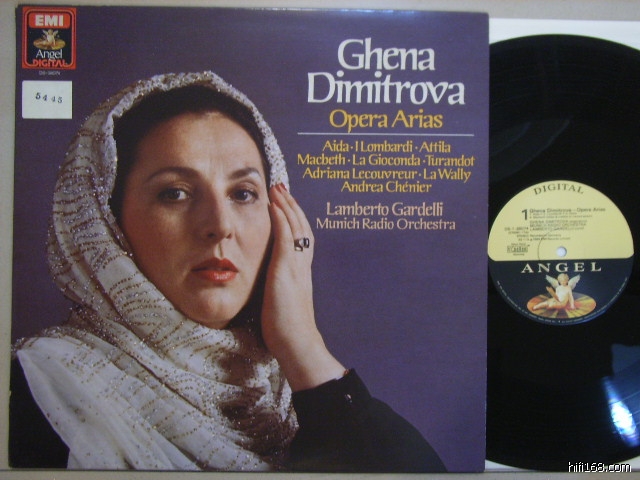 EMI
Angel
DIGITAL
5445
Ghena
Dimitrova
Opera Arias
Aida · I Lombardi · Attila
Macbeth · La Gioconda · Turandot
Adriana Lecouvreur · La Wally
Andrea Chénier
Lamberto Gardelli
Munich Radio Orchestra
DIGITAL
1
Ghena Dimitrova – Opera Arias
ANGEL
hifi168.com